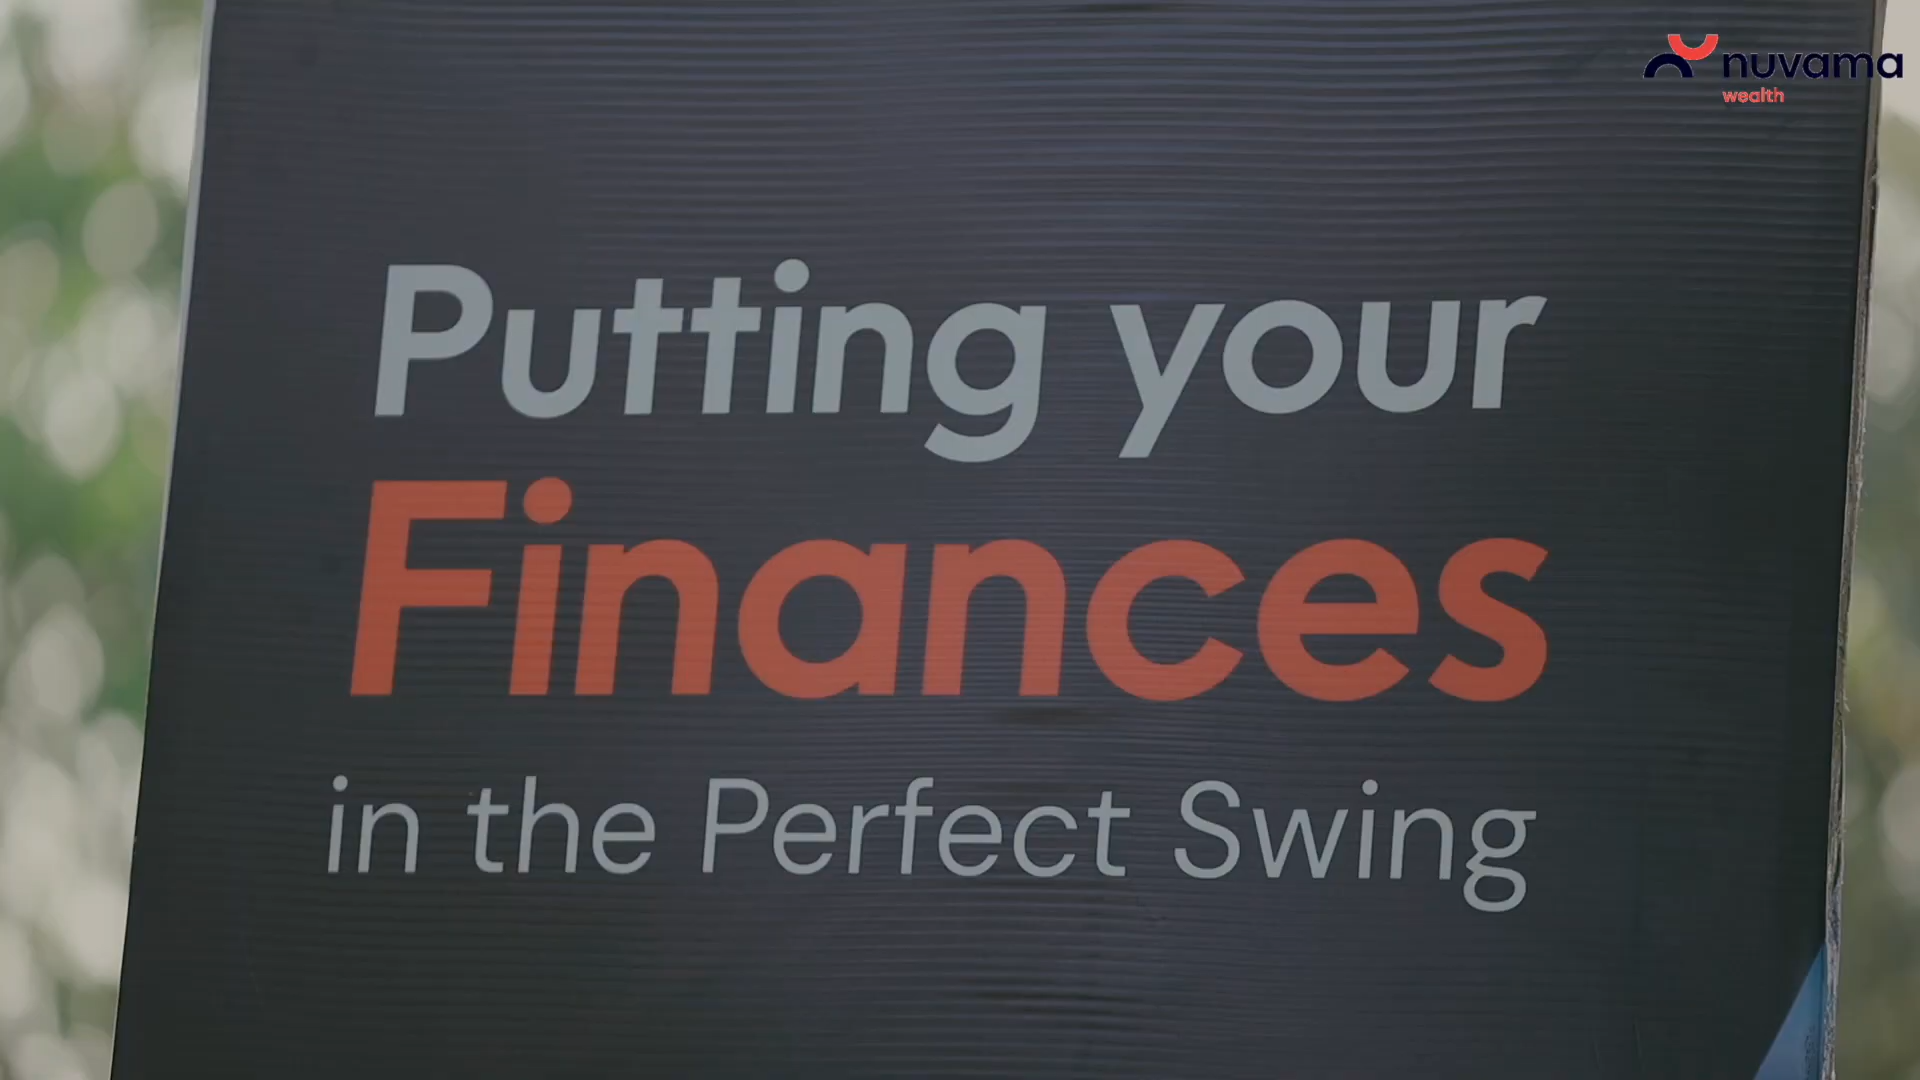 nuvama
wealth
Putting your
Finances
in the Perfect Swing